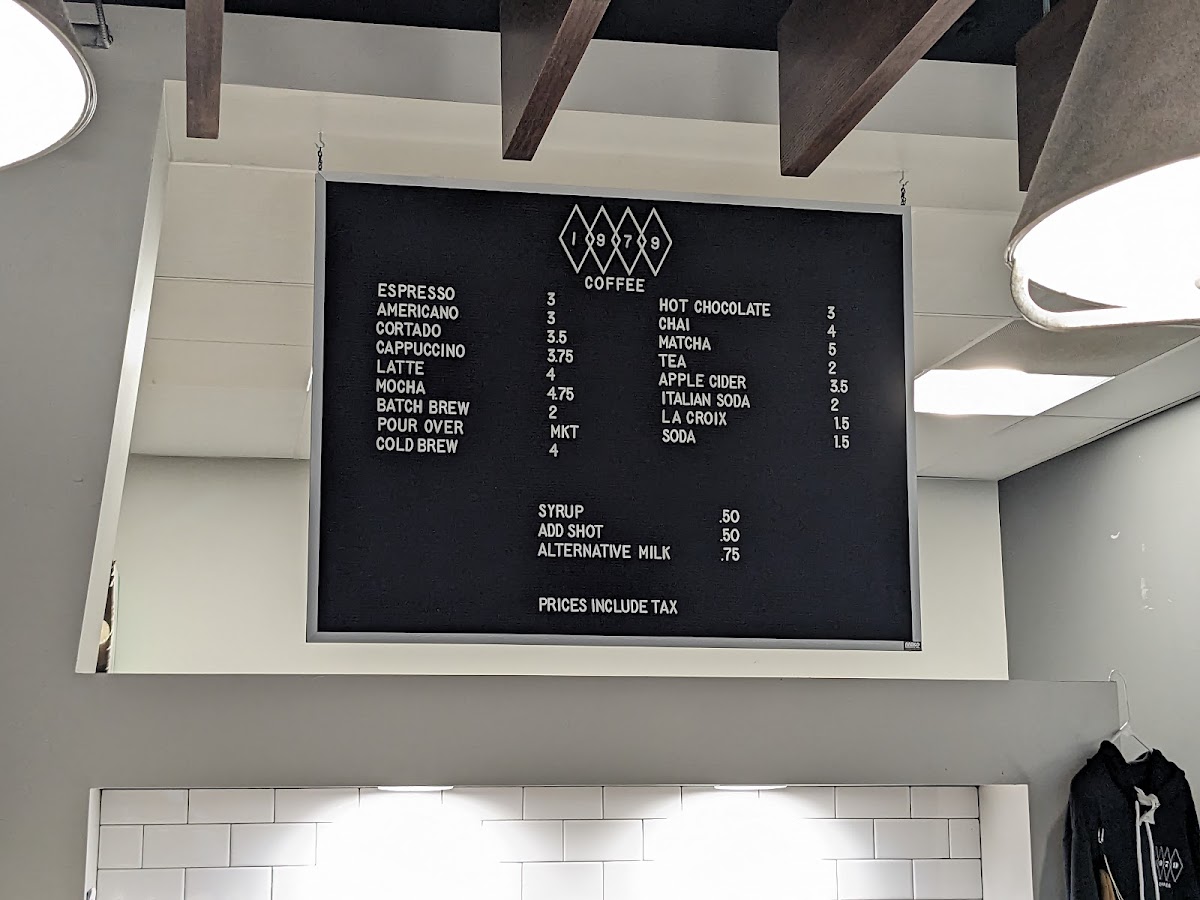 1979
COFFEE
ESPRESSO 3
AMERICANO 3
CORTADO 3.5
CAPPUCCINO 3.75
LATTE 4
MOCHA 4.75
BATCH BREW 2
POUR OVER MKT
COLD BREW 4
HOT CHOCOLATE 3
CHAI 4
MATCHA 5
TEA 2
APPLE CIDER 3.5
ITALIAN SODA 2
LA CROIX 1.5
SODA 1.5
SYRUP .50
ADD SHOT .50
ALTERNATIVE MILK .75
PRICES INCLUDE TAX